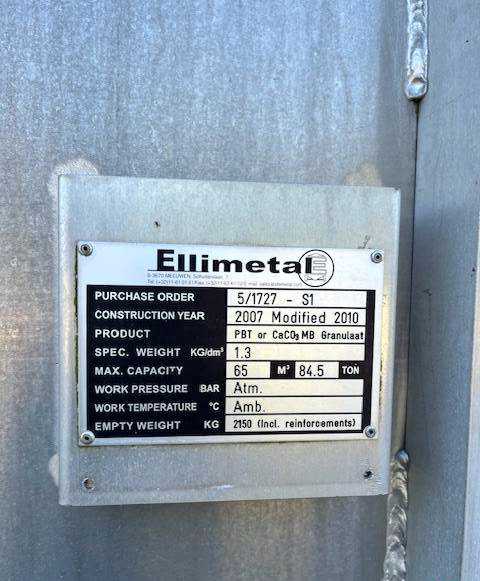 Ellimetal
B-3670 MEEUWEN,
PURCHASE ORDER 5/1727 - S1
CONSTRUCTION YEAR 2007 Modified 2010
PRODUCT PBT or CaCO₃ MB Granulaat
SPEC. WEIGHT KG/dm³ 1.3
MAX. CAPACITY 65 M³ 84.5 TON
WORK PRESSURE BAR Atm.
WORK TEMPERATURE °C Amb.
EMPTY WEIGHT KG 2150 (Incl. reinforcements)